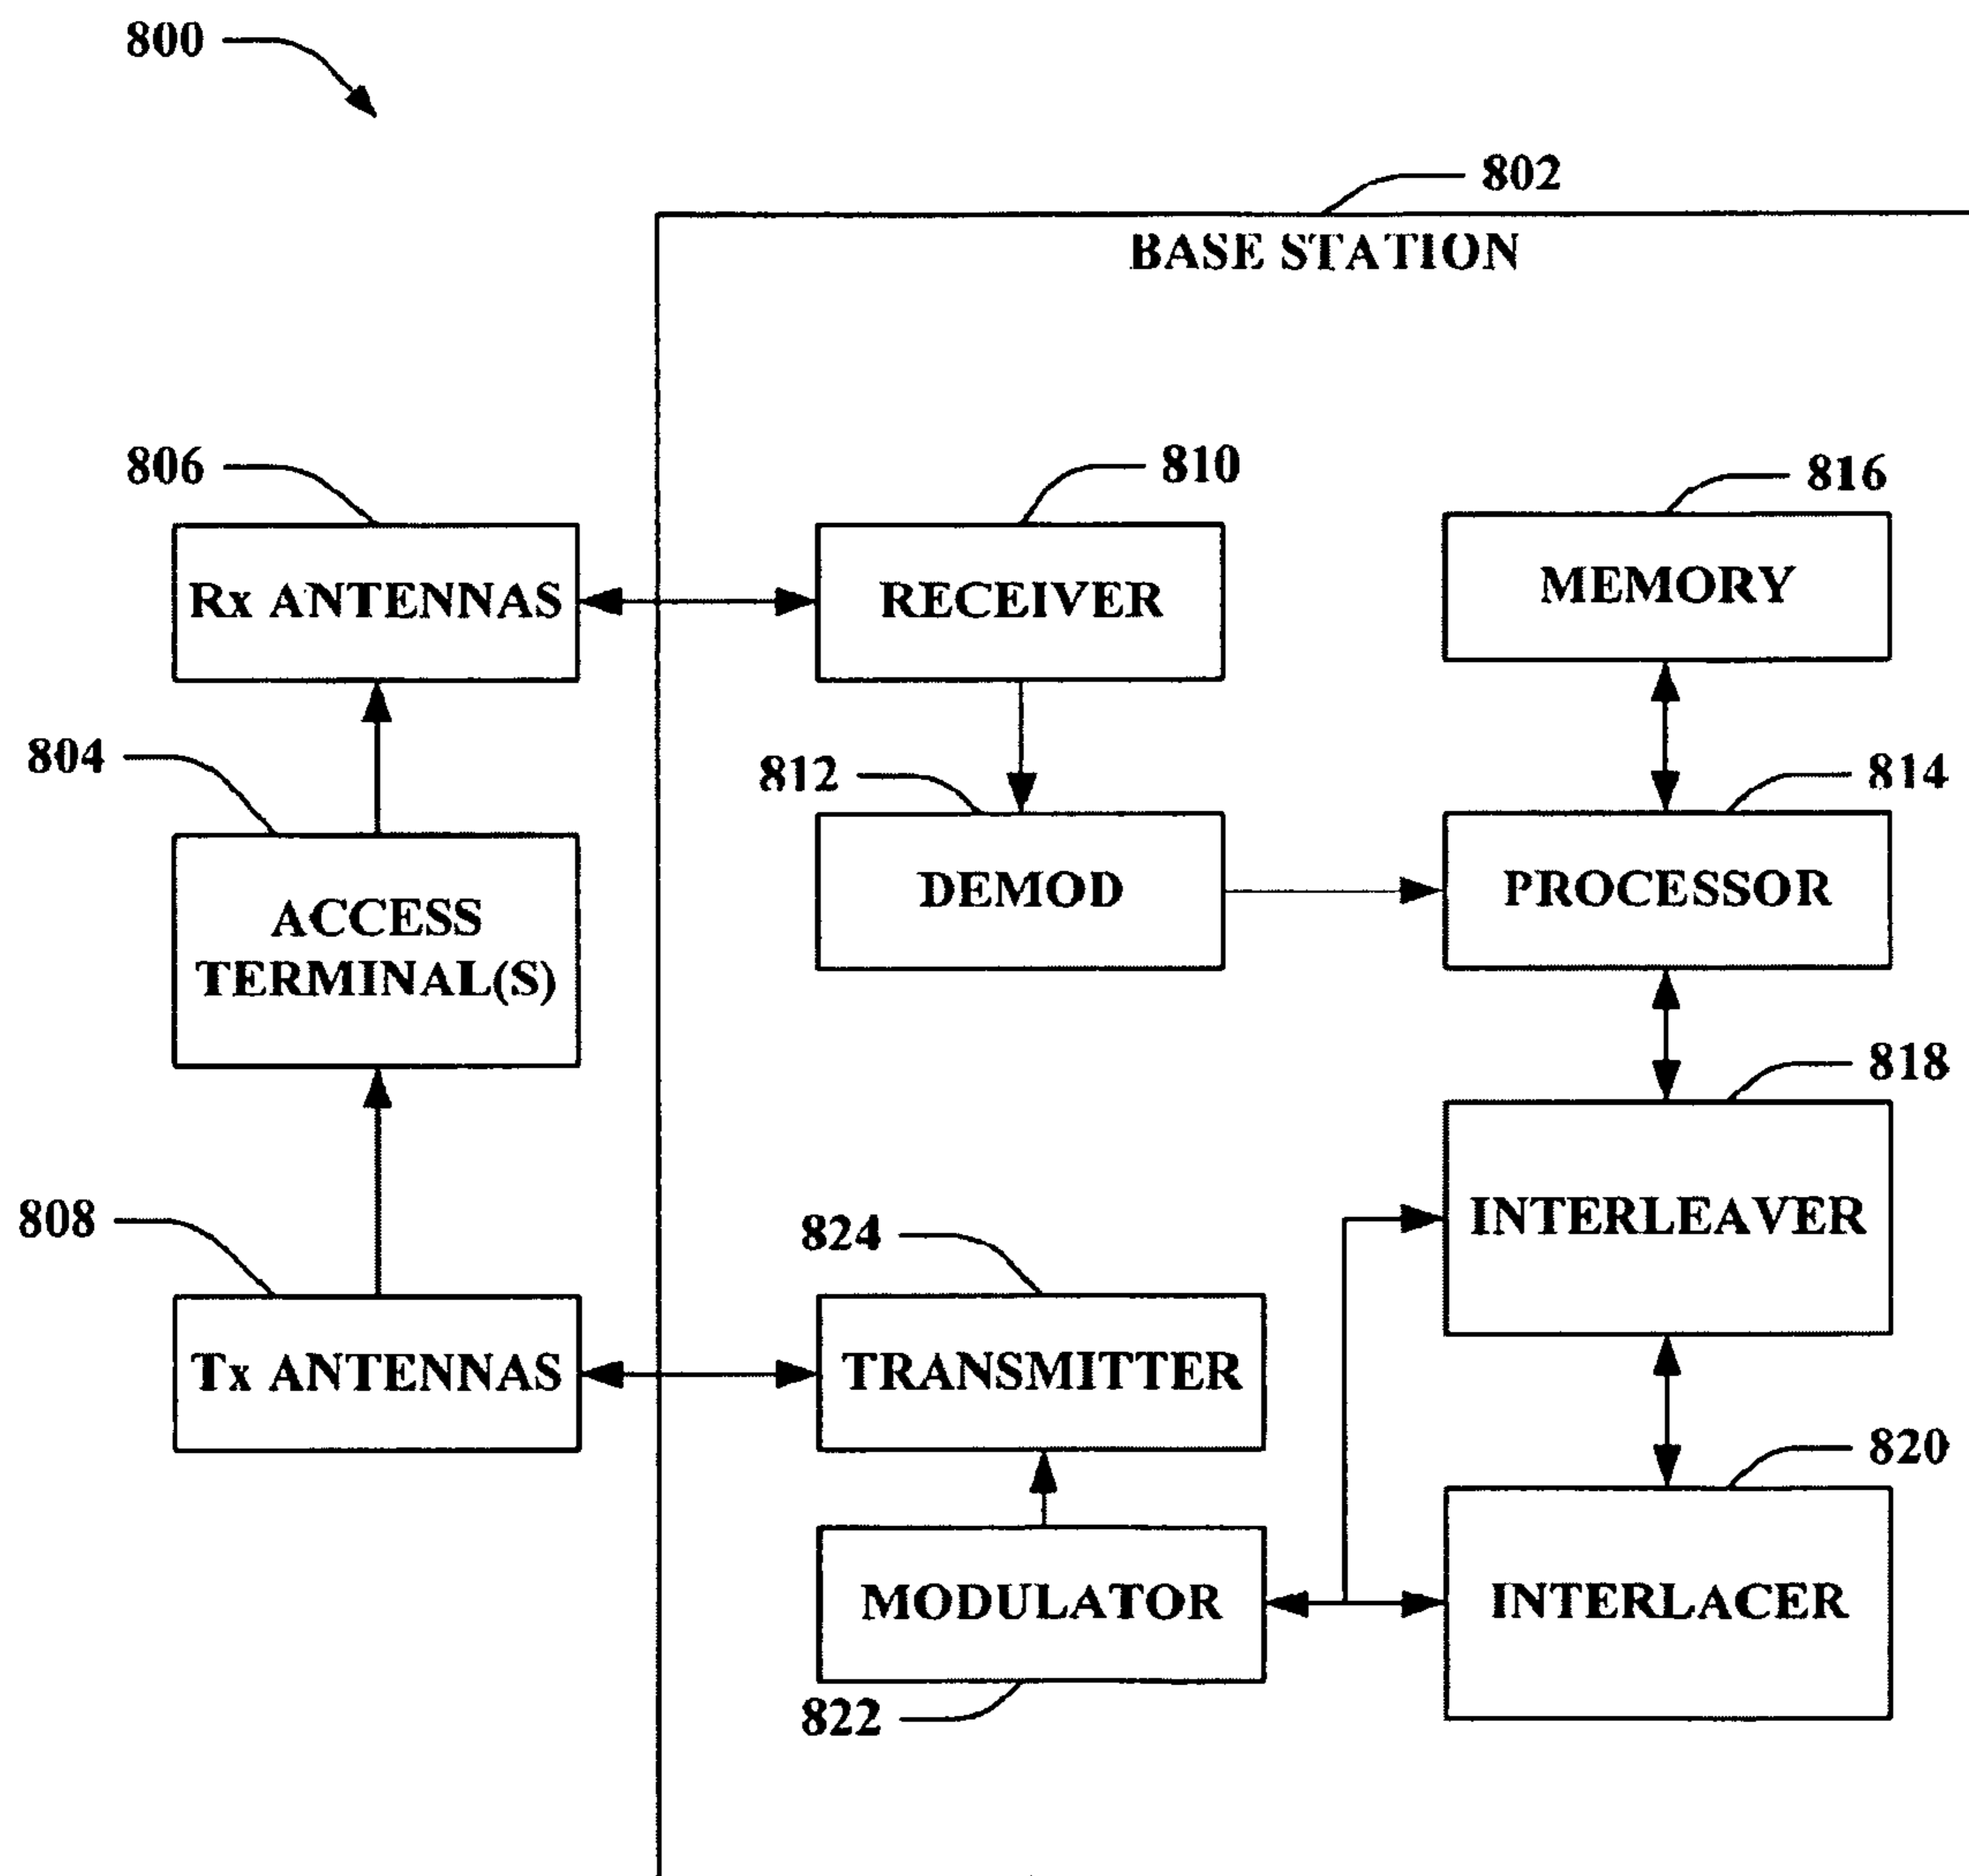 800
802
BASE STATION
806
810
816
Rx ANTENNAS
RECEIVER
MEMORY
804
812
814
ACCESS
TERMINAL(S)
DEMOD
PROCESSOR
818
808
824
INTERLEAVER
Tx ANTENNAS
TRANSMITTER
820
MODULATOR
INTERLACER
822